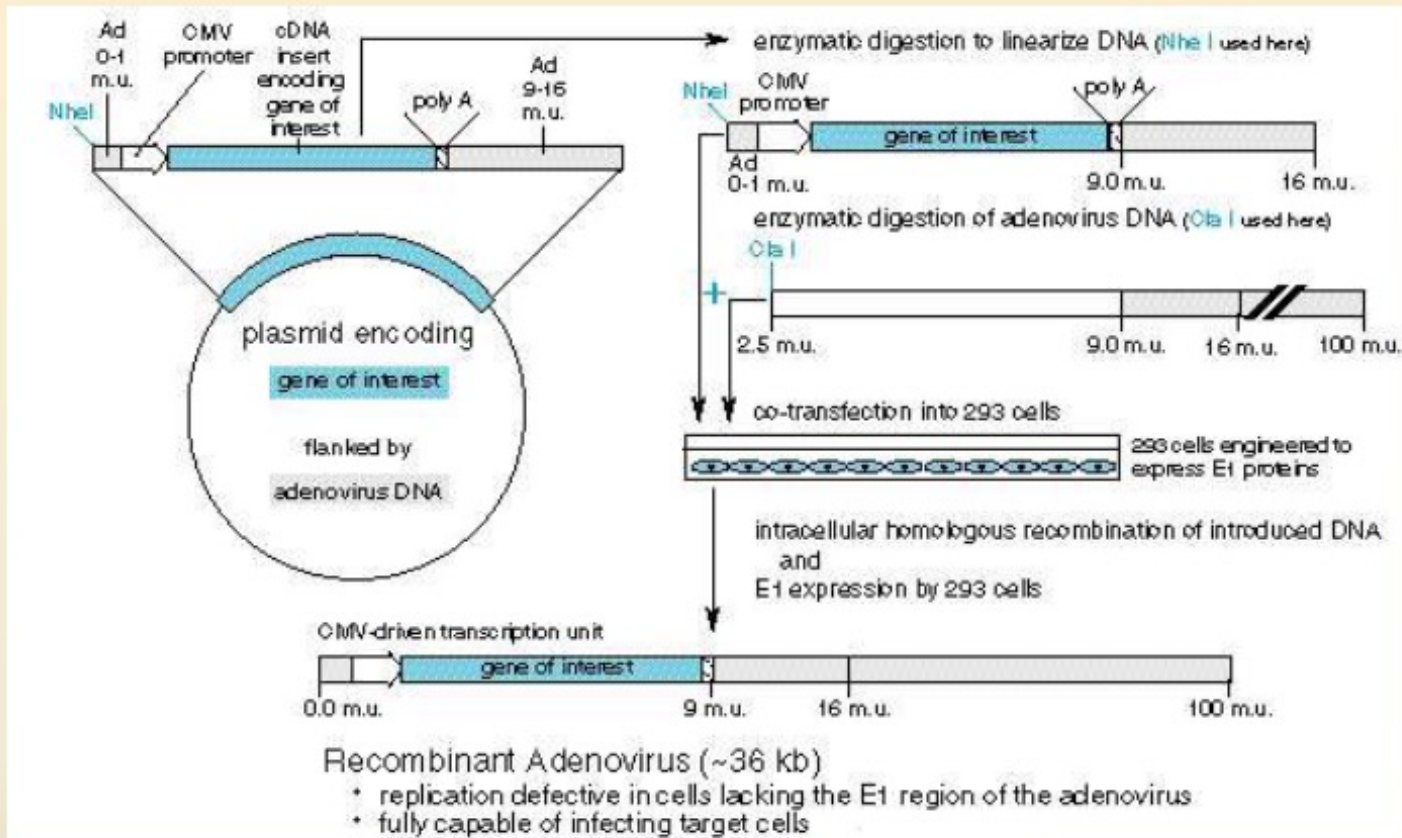 Ad
0-1
m.u.
CMV
promoter
cDNA
insert
encoding
gene of
interest
poly A
Ad
9-16
m.u.
NheI
enzymatic digestion to linearize DNA (Nhe I used here)
NheI
CMV
promoter
poly A
gene of interest
Ad
0-1 m.u.
9.0 m.u.
16 m.u.
enzymatic digestion of adenovirus DNA (Cla I used here)
Cla I
+
2.5 m.u.
9.0 m.u.
16 m.u.
100 m.u.
plasmid encoding
gene of interest
flanked by
adenovirus DNA
co-transfection into 293 cells
293 cells engineered to
express E1 proteins
intracellular homologous recombination of introduced DNA
and
E1 expression by 293 cells
CMV-driven transcription unit
gene of interest
0.0 m.u.
9 m.u.
16 m.u.
100 m.u.
Recombinant Adenovirus (~36 kb)
* replication defective in cells lacking the E1 region of the adenovirus
* fully capable of infecting target cells